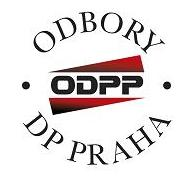 ODBORY
• ODPP •
DP PRAHA